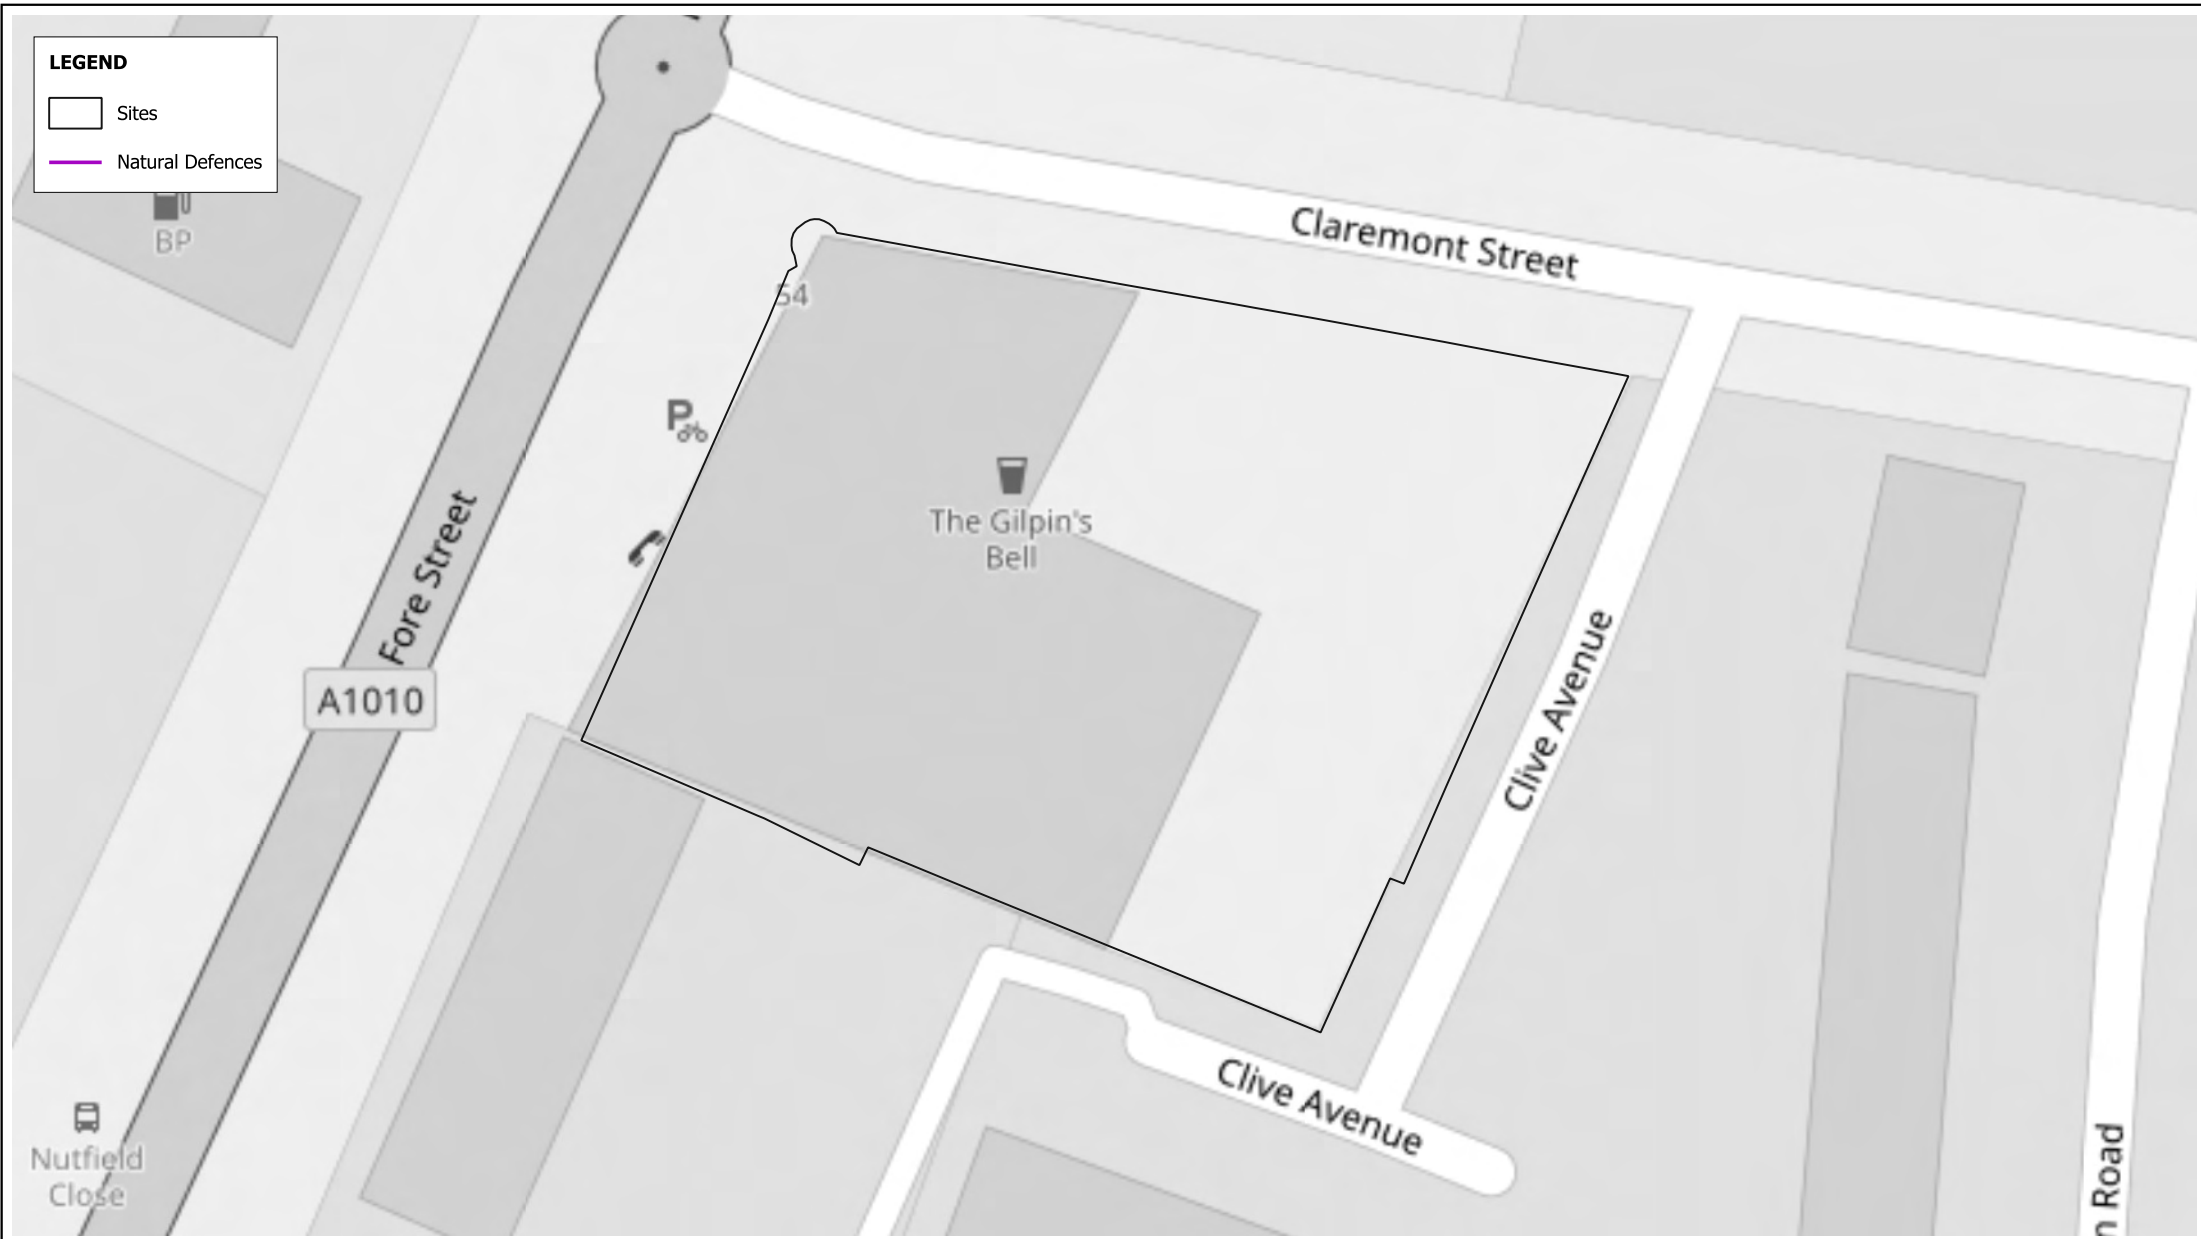 LEGEND
Sites
Natural Defences
BP
Claremont Street
54
P
The Gilpin's
Bell
Fore Street
A1010
Clive Avenue
Clive Avenue
Nutfield
Close
n Road